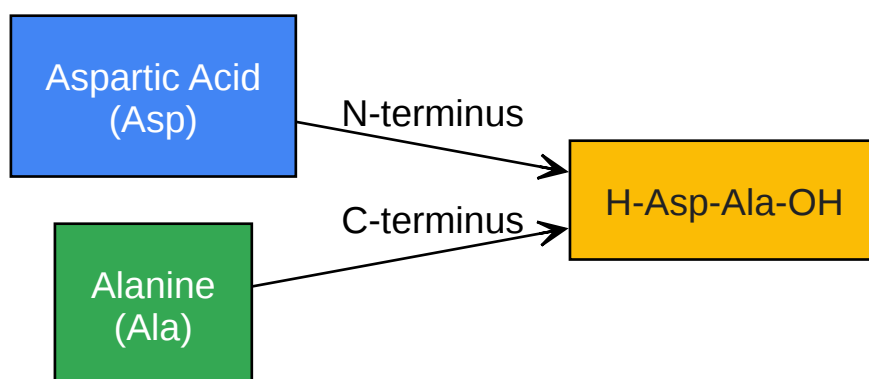 Aspartic Acid
(Asp)
N-terminus
H-Asp-Ala-OH
C-terminus
Alanine
(Ala)